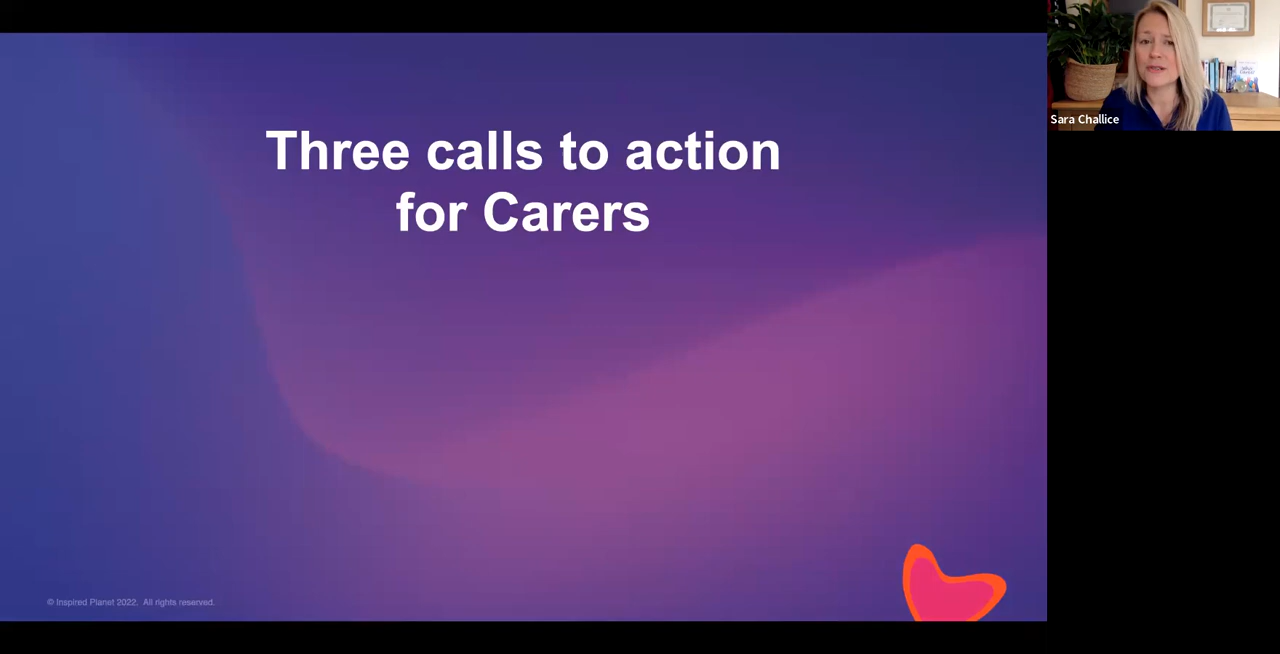 Three calls to action
for Carers
Sara Challice
© Inspired Planet 2022. All rights reserved.